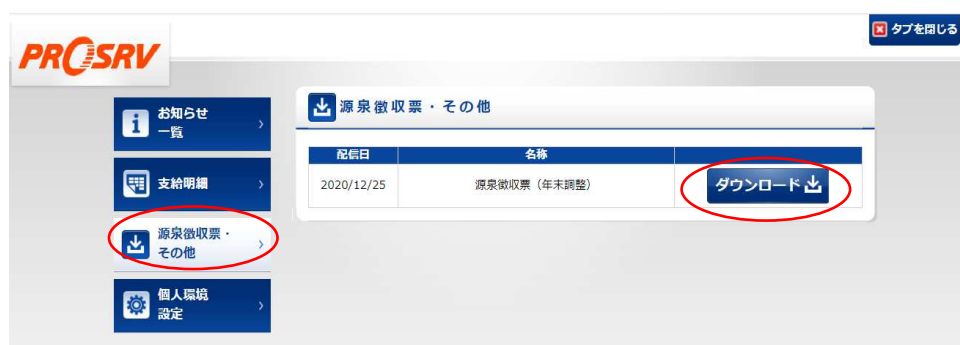 タブを閉じる
PROSRV
お知らせ
一覧
支給明細
源泉徴収票・
その他
個人環境
設定
源泉徴収票・その他
配信日 名称
2020/12/25 源泉徴収票（年末調整） ダウンロード